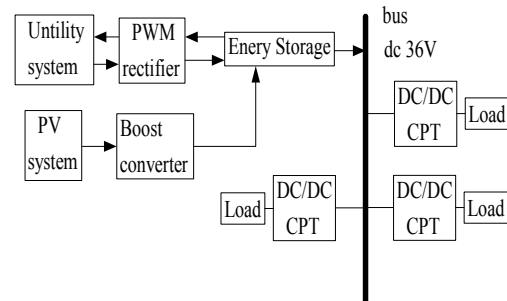 Untility
system
PWM
rectifier
Enery Storage
bus
dc 36V
PV
system
Boost
converter
DC/DC
CPT
Load
Load
DC/DC
CPT
DC/DC
CPT
Load